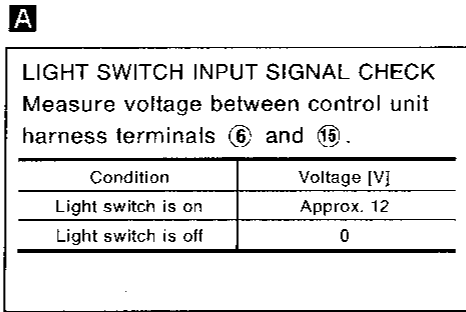 A
LIGHT SWITCH INPUT SIGNAL CHECK
Measure voltage between control unit
harness terminals ⑥ and ⑮.
Condition Voltage [V]
Light switch is on Approx. 12
Light switch is off 0